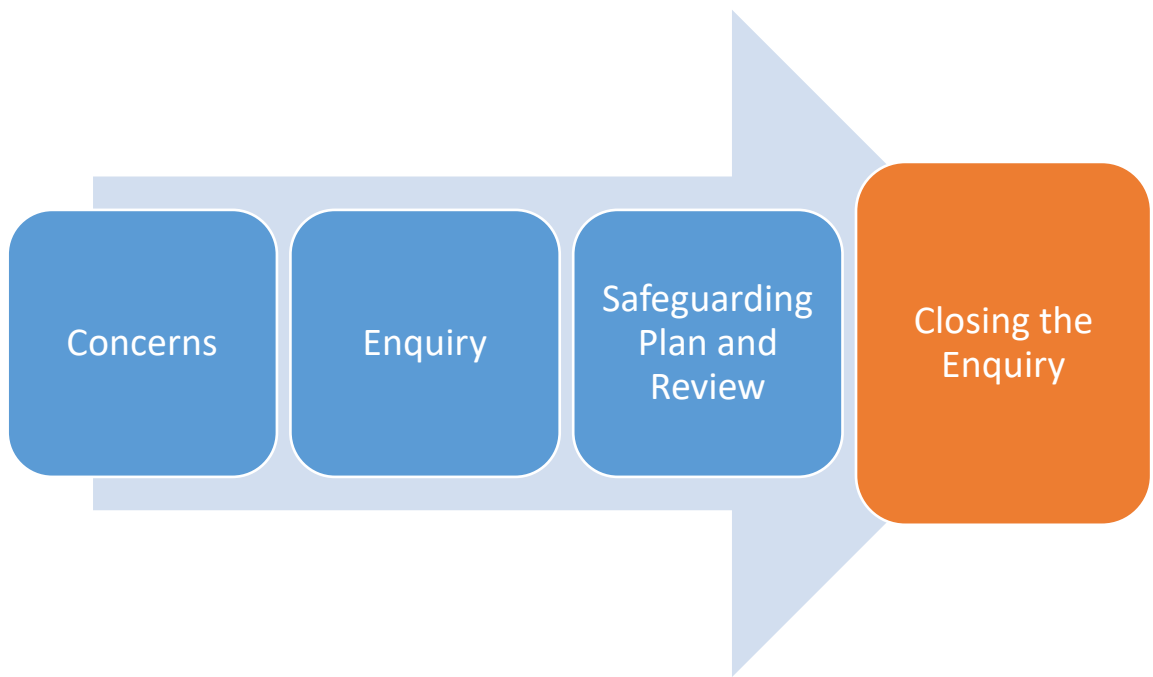 Concerns
Enquiry
Safeguarding
Plan and
Review
Closing the
Enquiry